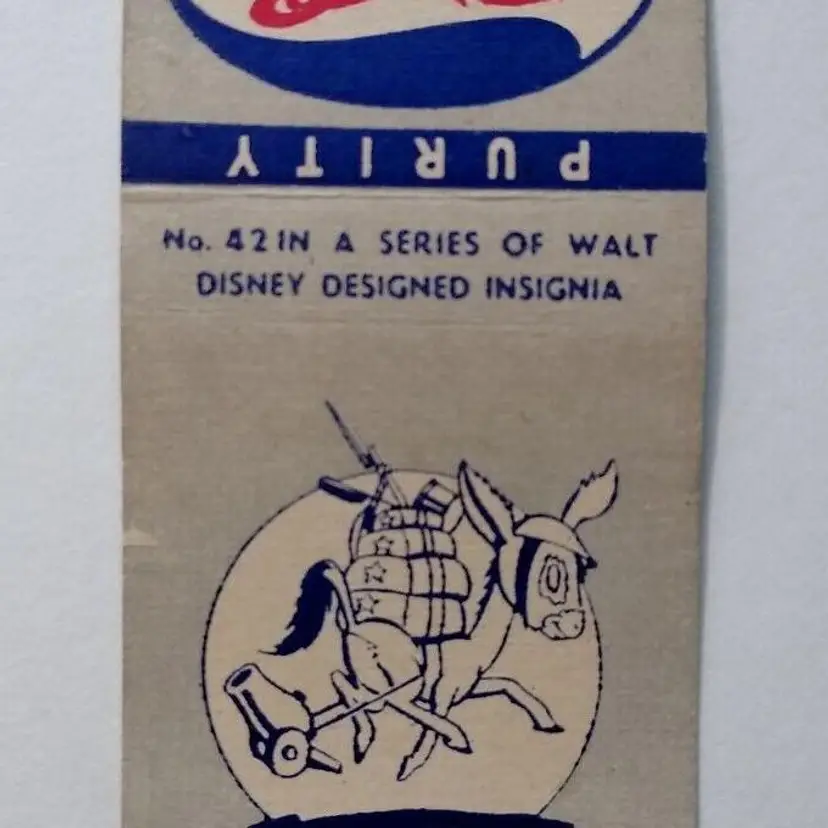 PURITY
No. 42 IN A SERIES OF WALT
DISNEY DESIGNED INSIGNIA